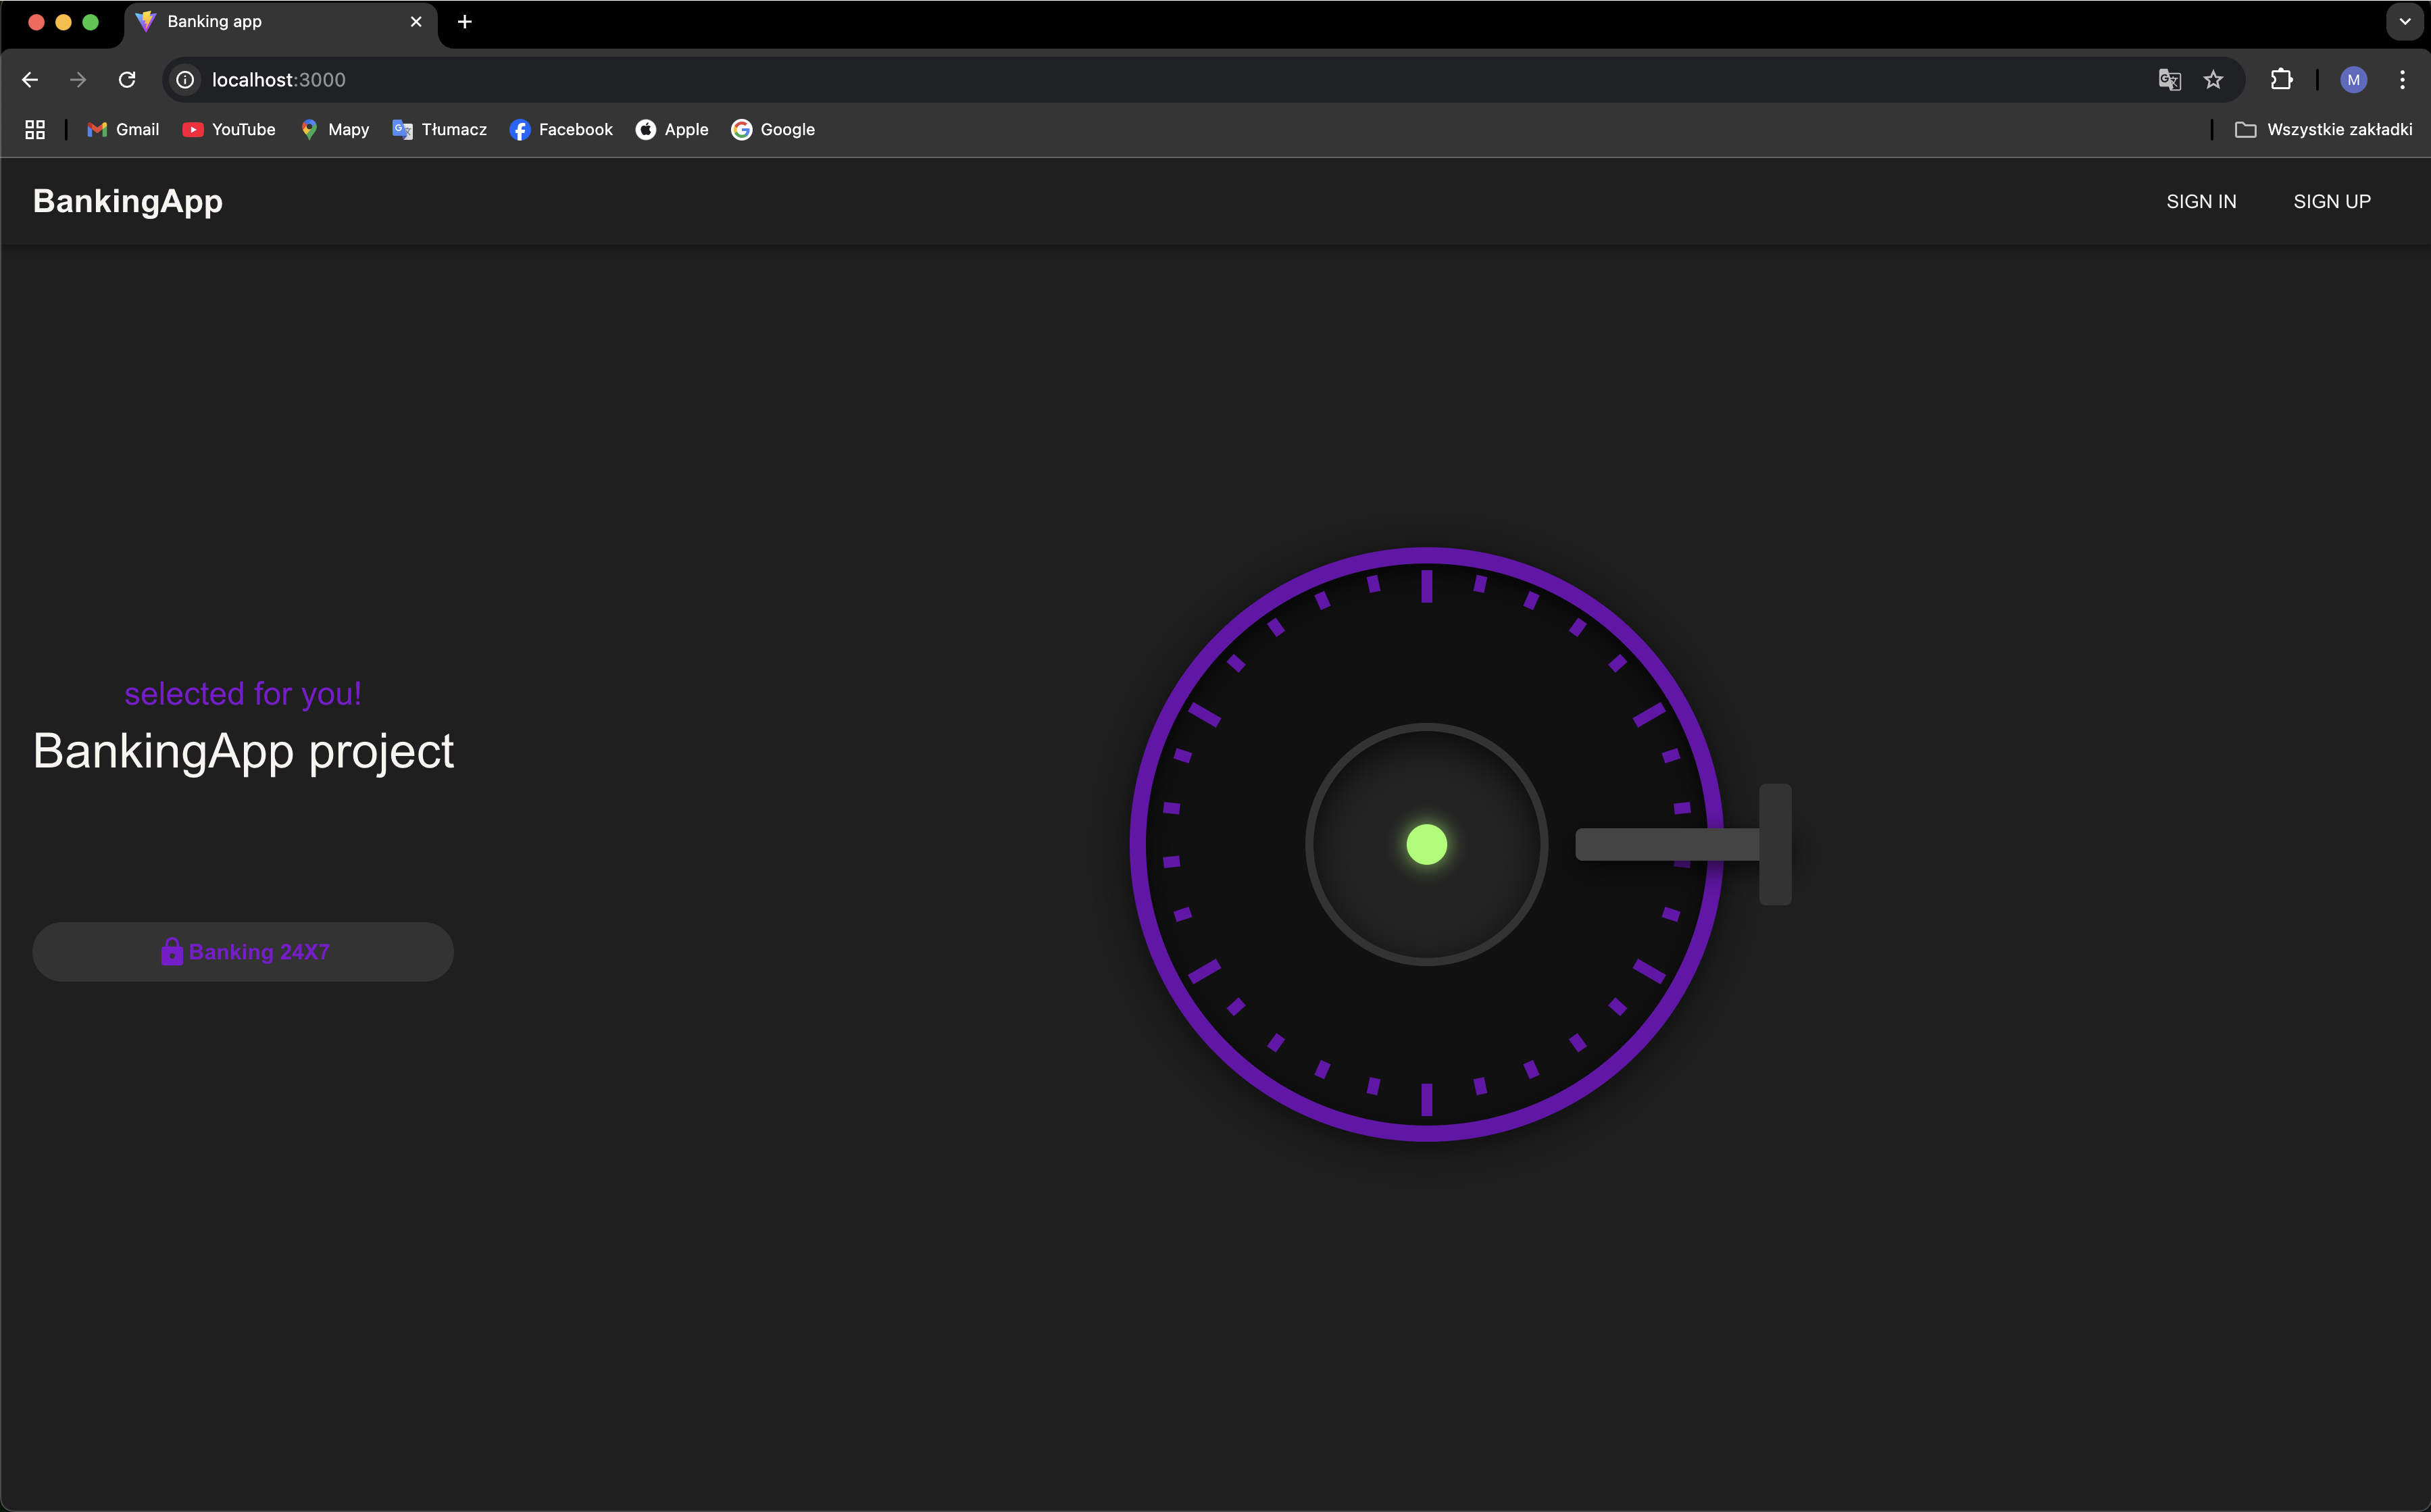 Banking app
localhost:3000
M
Gmail YouTube Mapy Tłumacz Facebook Apple Google Wszystkie zakładki
BankingApp SIGN IN SIGN UP
selected for you!
BankingApp project
Banking 24X7